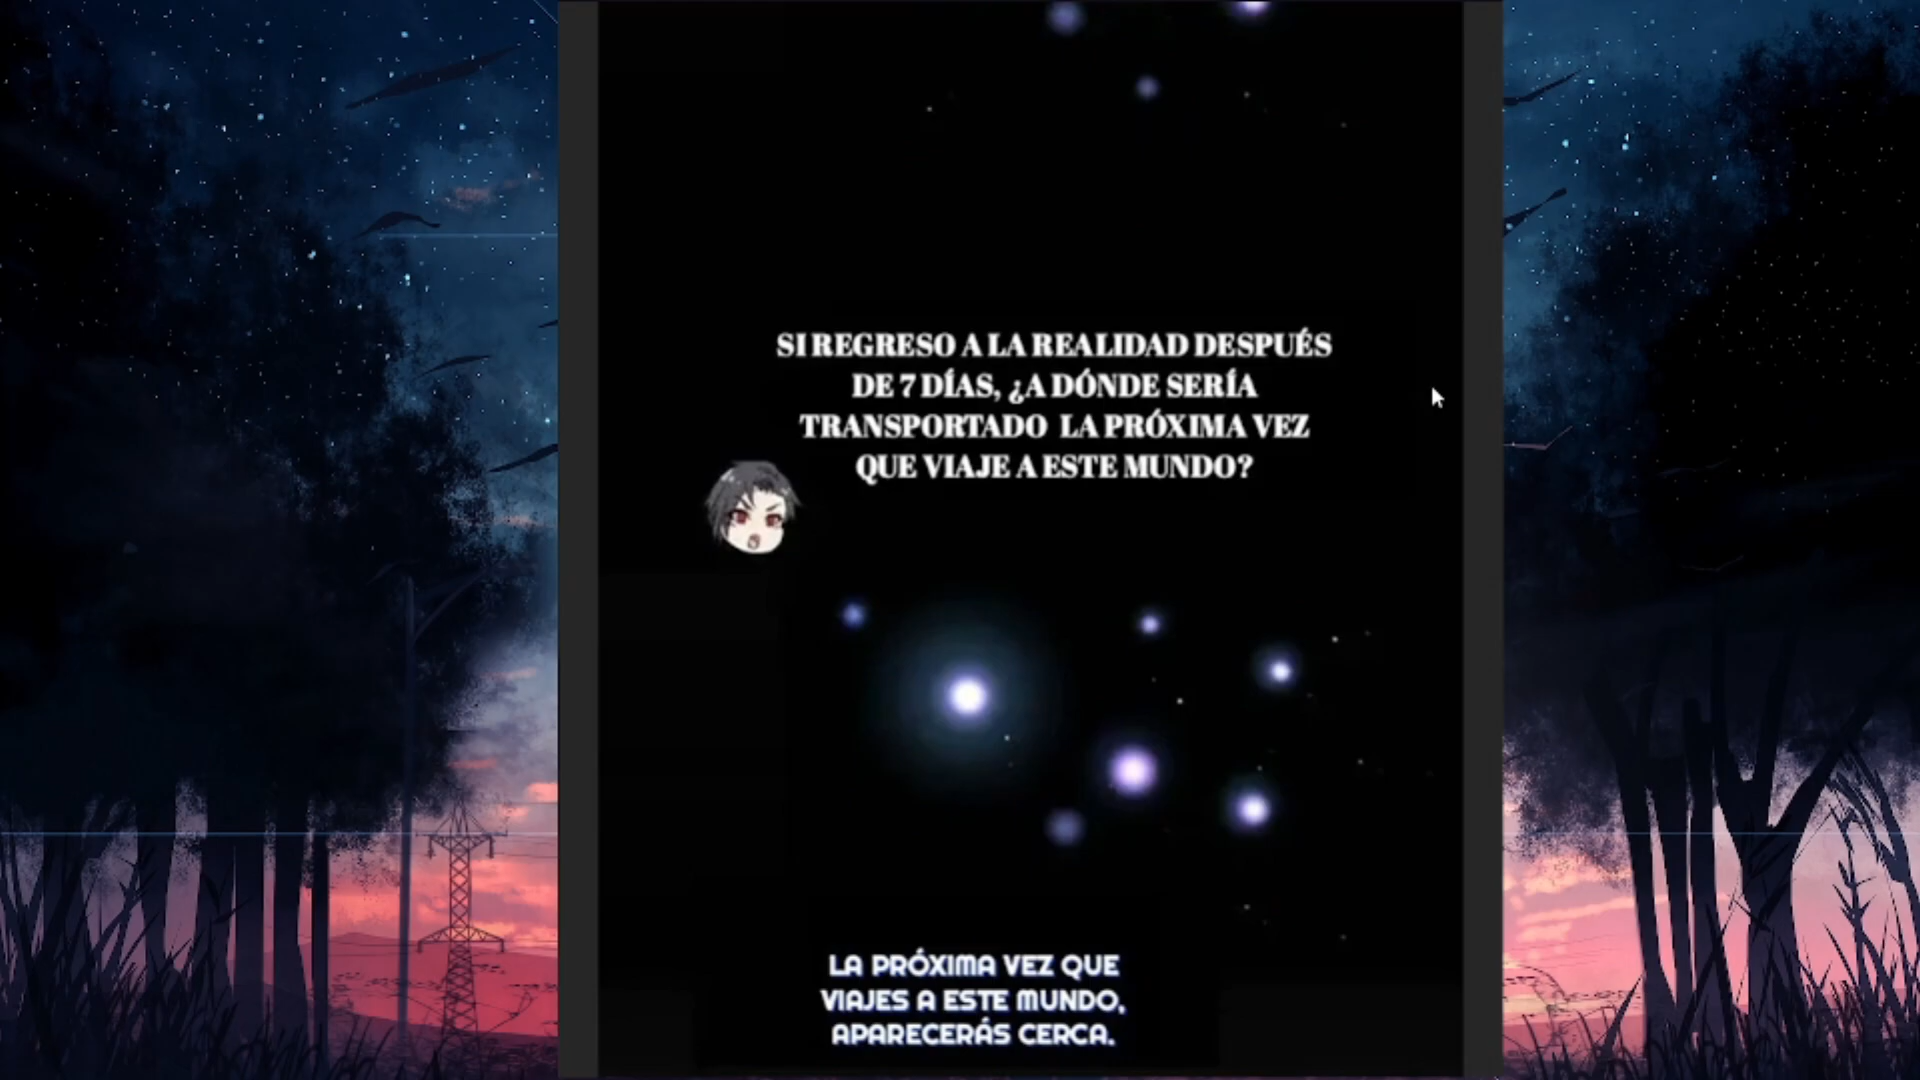 SI REGRESO A LA REALIDAD DESPUÉS
DE 7 DÍAS, ¿A DÓNDE SERÍA
TRANSPORTADO LA PRÓXIMA VEZ
QUE VIAJE A ESTE MUNDO?
LA PRÓXIMA VEZ QUE
VIAJES A ESTE MUNDO,
APARECERÁS CERCA.